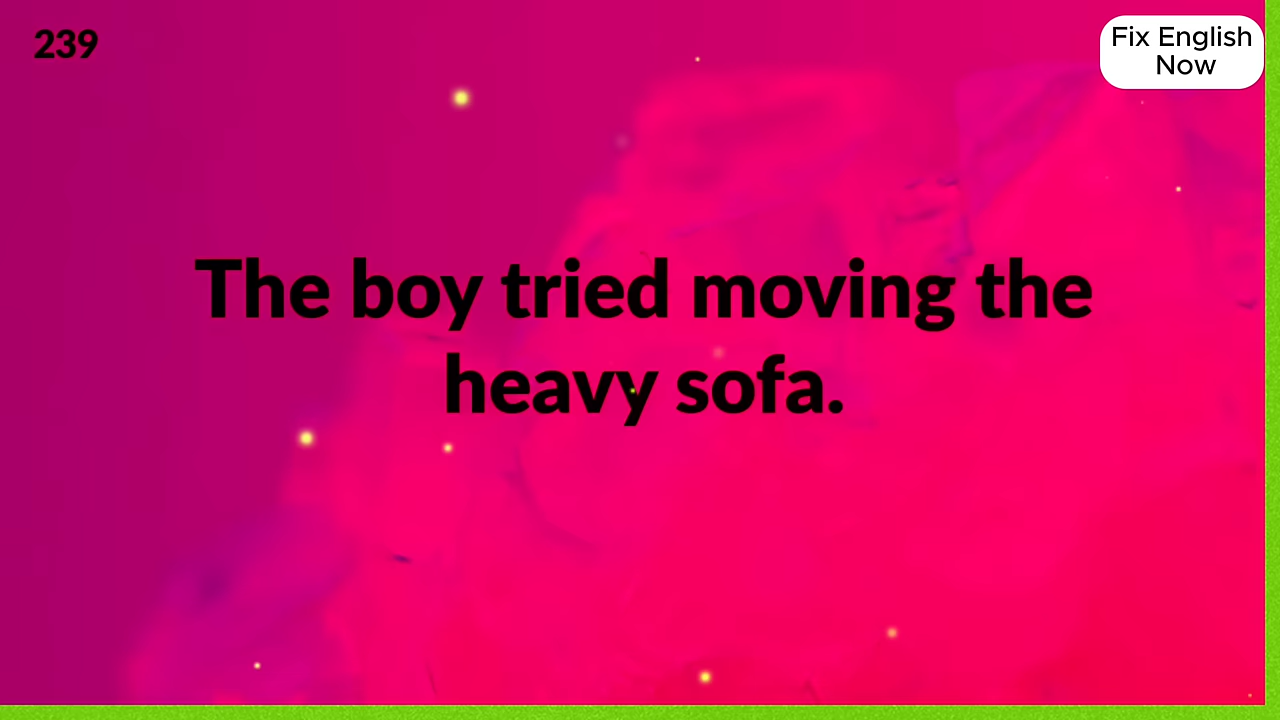 239
Fix English
Now
The boy tried moving the
heavy sofa.